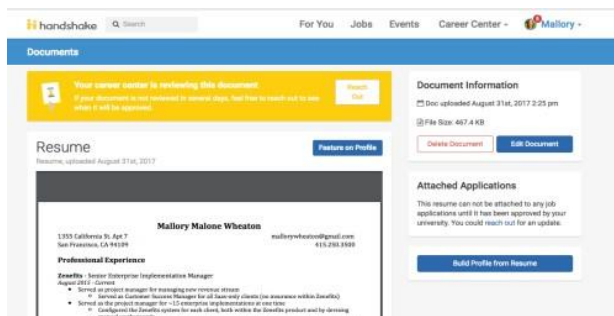 handshake
Search
For You Jobs Events Career Center Mallory
Documents
Your career center is reviewing this document
If your document is not reviewed in several days, feel free to reach out to see
when it will be approved.
Reach
Out
Resume
Resume, uploaded August 31st, 2017
Feature on Profile
Mallory Malone Wheaton
1355 California St. Apt 7
San Francisco, CA 94109
mallorywheaton@gmail.com
415.250.3500
Professional Experience
Zenefits - Senior Enterprise Implementation Manager
August 2015 - Current
Served as project manager for managing new revenue stream
Served as Customer Success Manager for all Saas-only clients (no insurance within Zenefits)
Served as the project manager for ~15 enterprise implementations at one time
Configured the Zenefits system for each client, both within the Zenefits product and by devising
Document Information
Doc uploaded August 31st, 2017 2:25 pm
File Size: 467.4 KB
Delete Document
Edit Document
Attached Applications
This resume can not be attached to any job
applications until it has been approved by your
university. You could reach out for an update.
Build Profile from Resume